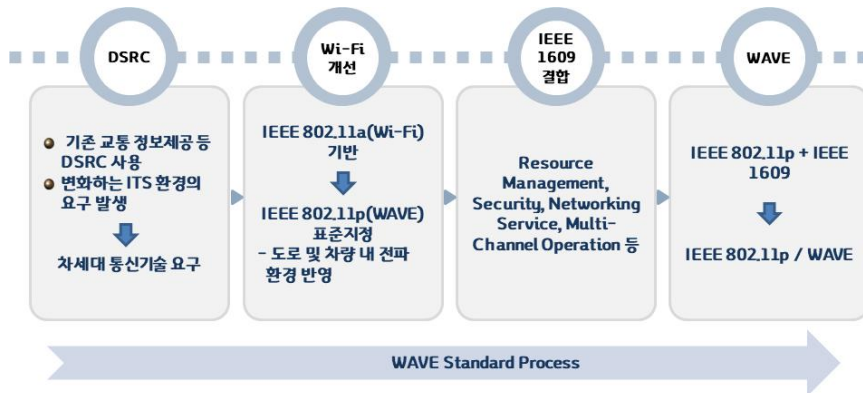 DSRC
기존 교통 정보제공 등
DSRC 사용
변화하는 ITS 환경의
요구 발생
차세대 통신기술 요구
Wi-Fi
개선
IEEE 802.11a(Wi-Fi)
기반
IEEE 802.11p(WAVE)
표준지정
- 도로 및 차량 내 전파
환경 반영
IEEE
1609
결합
Resource
Management,
Security, Networking
Service, Multi-
Channel Operation 등
WAVE
IEEE 802.11p + IEEE
1609
IEEE 802.11p / WAVE
WAVE Standard Process